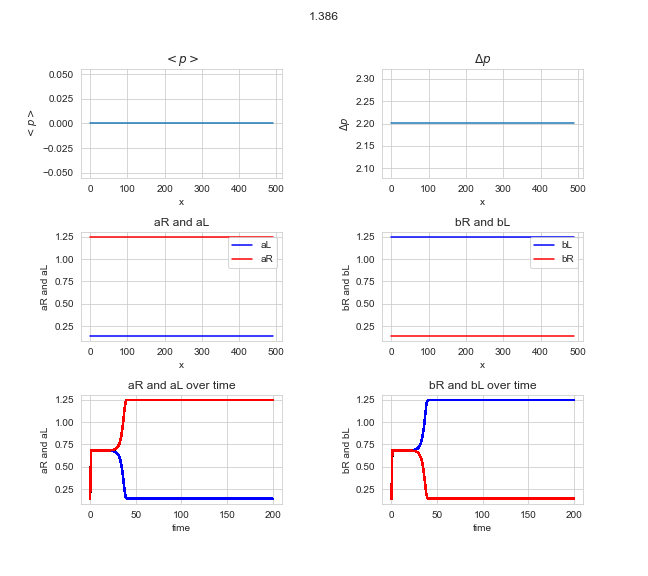 1.386
< p >
Δp
0.050
0.025
0.000
−0.025
−0.050
< p >
0 100 200 300 400 500
x
2.30
2.25
2.20
2.15
2.10
Δp
0 100 200 300 400 500
x
aR and aL
bR and bL
1.25
1.00
0.75
0.50
0.25
aR and aL
aL
aR
0 100 200 300 400 500
x
1.25
1.00
0.75
0.50
0.25
bR and bL
bL
bR
0 100 200 300 400 500
x
aR and aL over time
bR and bL over time
1.25
1.00
0.75
0.50
0.25
aR and aL
0 50 100 150 200
time
1.25
1.00
0.75
0.50
0.25
bR and bL
0 50 100 150 200
time